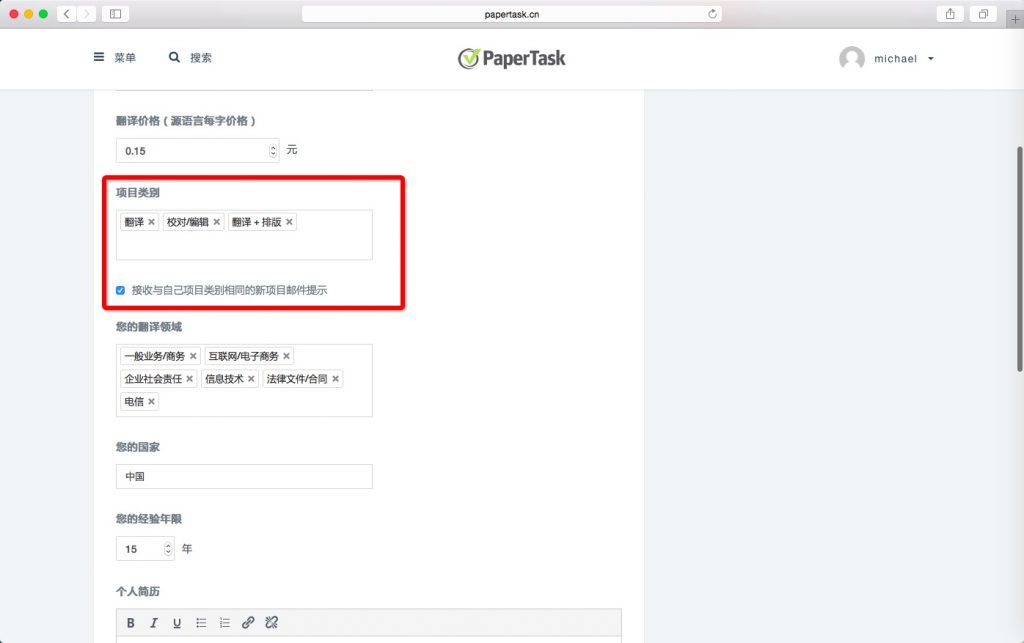 papertask.cn
菜单 搜索 PaperTask michael
翻译价格（源语言每字价格）
0.15 元
项目类别
翻译 × 校对/编辑 × 翻译 + 排版 ×
接收与自己项目类别相同的新项目邮件提示
您的翻译领域
一般业务/商务 × 互联网/电子商务 ×
企业社会责任 × 信息技术 × 法律文件/合同 ×
电信 ×
您的国家
中国
您的经验年限
15 年
个人简历
B I U